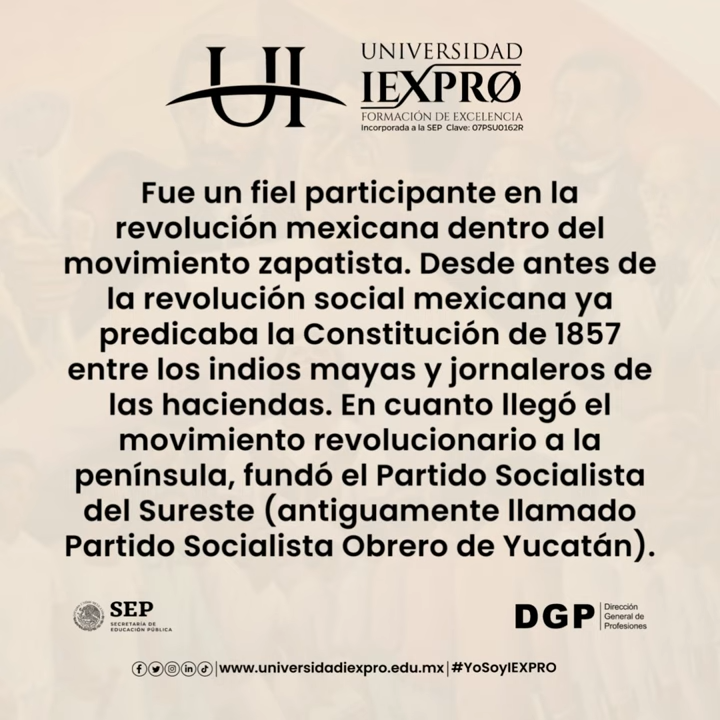 UI
UNIVERSIDAD
IEXPRØ
FORMACIÓN DE EXCELENCIA
Incorporada a la SEP Clave: 07PSU0162R
Fue un fiel participante en la
revolución mexicana dentro del
movimiento zapatista. Desde antes de
la revolución social mexicana ya
predicaba la Constitución de 1857
entre los indios mayas y jornaleros de
las haciendas. En cuanto llegó el
movimiento revolucionario a la
península, fundó el Partido Socialista
del Sureste (antiguamente llamado
Partido Socialista Obrero de Yucatán).
SEP
SECRETARÍA DE
EDUCACIÓN PÚBLICA
DGP
Dirección
General de
Profesiones
www.universidadiexpro.edu.mx | #YoSoyIEXPRO